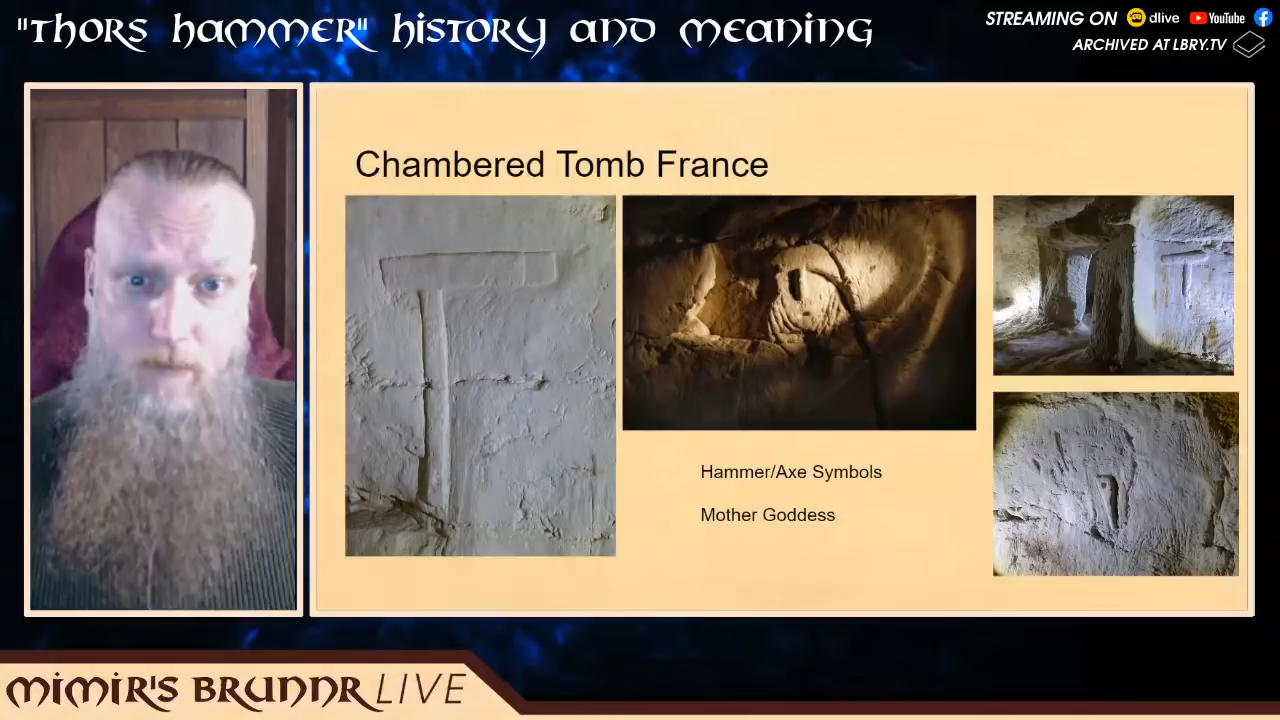 "Thors hammer" history and meaning
STREAMING ON dlive YouTube
ARCHIVED AT LBRY.TV
Chambered Tomb France
Hammer/Axe Symbols
Mother Goddess
Mimir's Brunnr LIVE